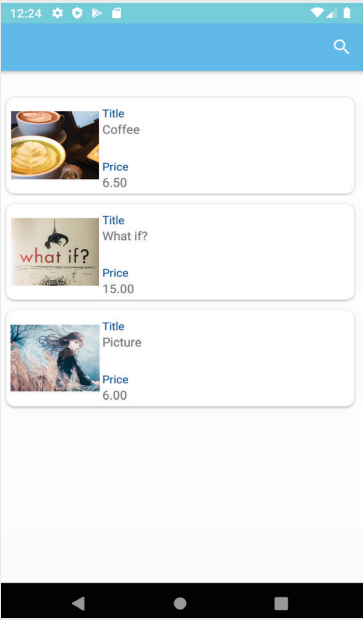 12:24
Title
Coffee
Price
6.50
what if?
Title
What if?
Price
15.00
Title
Picture
Price
6.00